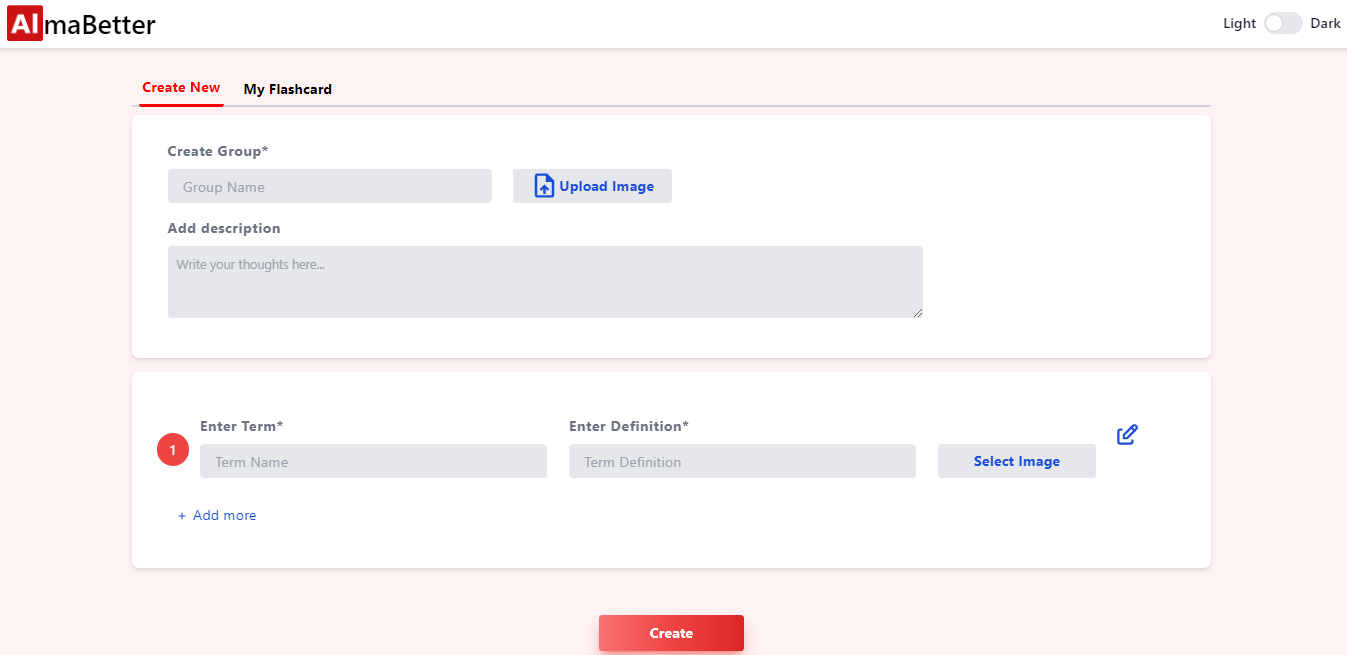 AlmaBetter
Light Dark
Create New My Flashcard
Create Group*
Group Name Upload Image
Add description
Write your thoughts here...
Enter Term* Enter Definition*
1 Term Name Term Definition Select Image
+ Add more
Create